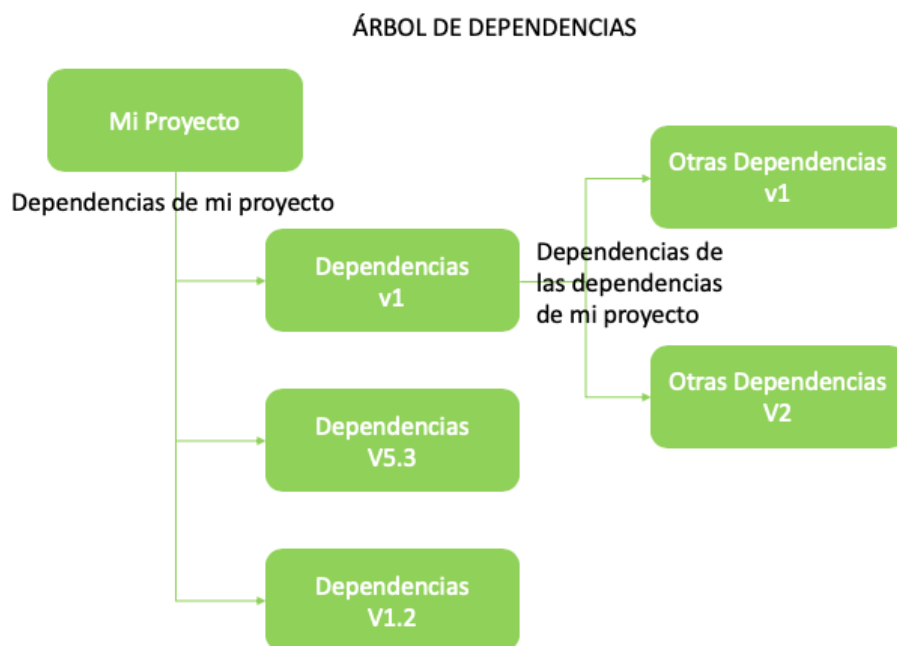 ÁRBOL DE DEPENDENCIAS
Mi Proyecto
Dependencias de mi proyecto
Dependencias
v1
Dependencias de
las dependencias
de mi proyecto
Otras Dependencias
v1
Otras Dependencias
V2
Dependencias
V5.3
Dependencias
V1.2